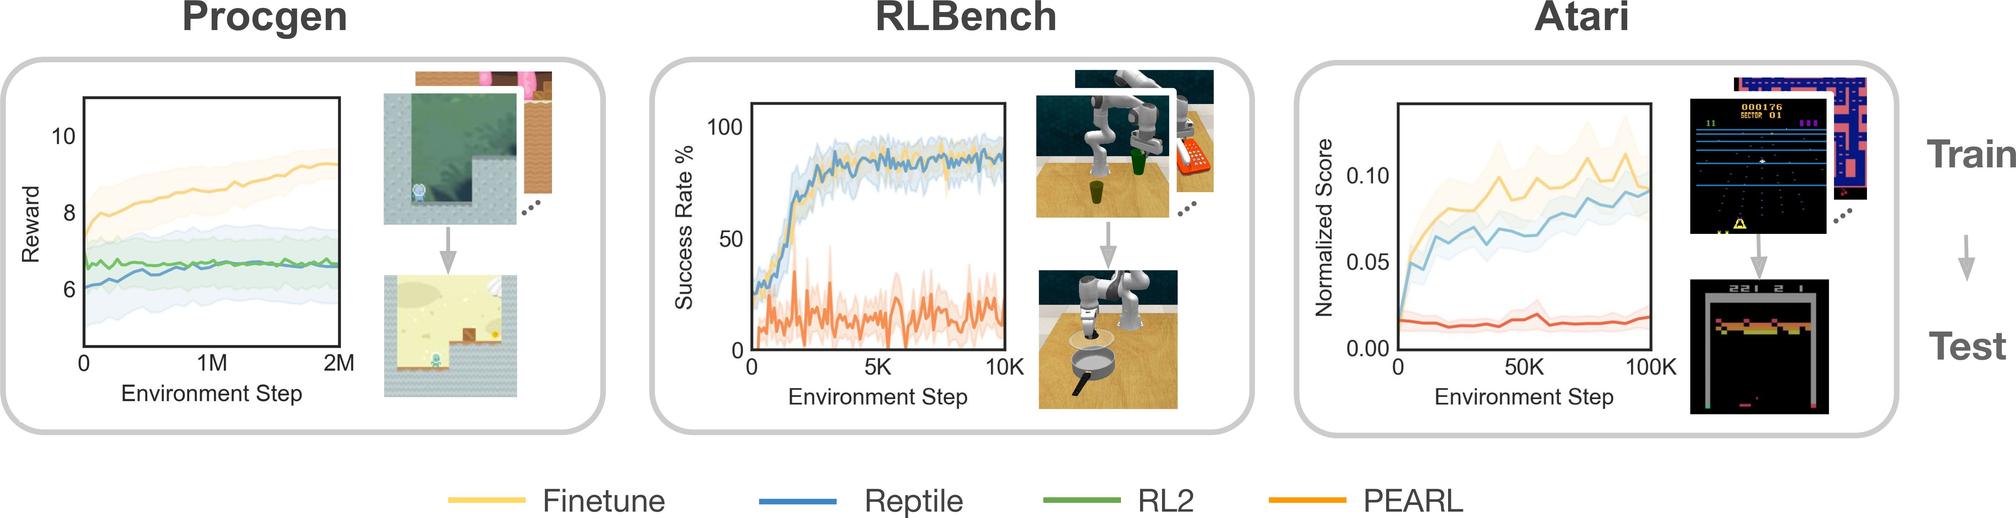 Procgen
RLBench
Atari
10
8
6
Reward
0
1M
2M
Environment Step
100
50
0
Success Rate %
0
5K
10K
Environment Step
0.10
0.05
0.00
Normalized Score
0
50K
100K
Environment Step
000176
SECTOR 01
11
221 2 1
Train
Test
Finetune
Reptile
RL2
PEARL